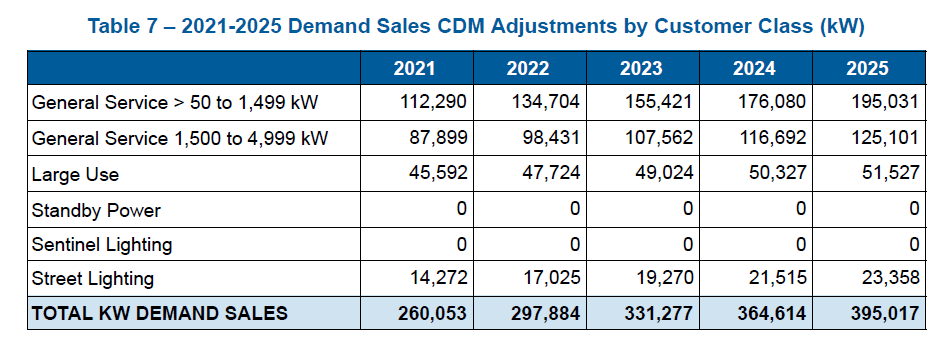 Table 7 – 2021-2025 Demand Sales CDM Adjustments by Customer Class (kW)
2021 2022 2023 2024 2025
General Service > 50 to 1,499 kW 112,290 134,704 155,421 176,080 195,031
General Service 1,500 to 4,999 kW 87,899 98,431 107,562 116,692 125,101
Large Use 45,592 47,724 49,024 50,327 51,527
Standby Power 0 0 0 0 0
Sentinel Lighting 0 0 0 0 0
Street Lighting 14,272 17,025 19,270 21,515 23,358
TOTAL KW DEMAND SALES 260,053 297,884 331,277 364,614 395,017